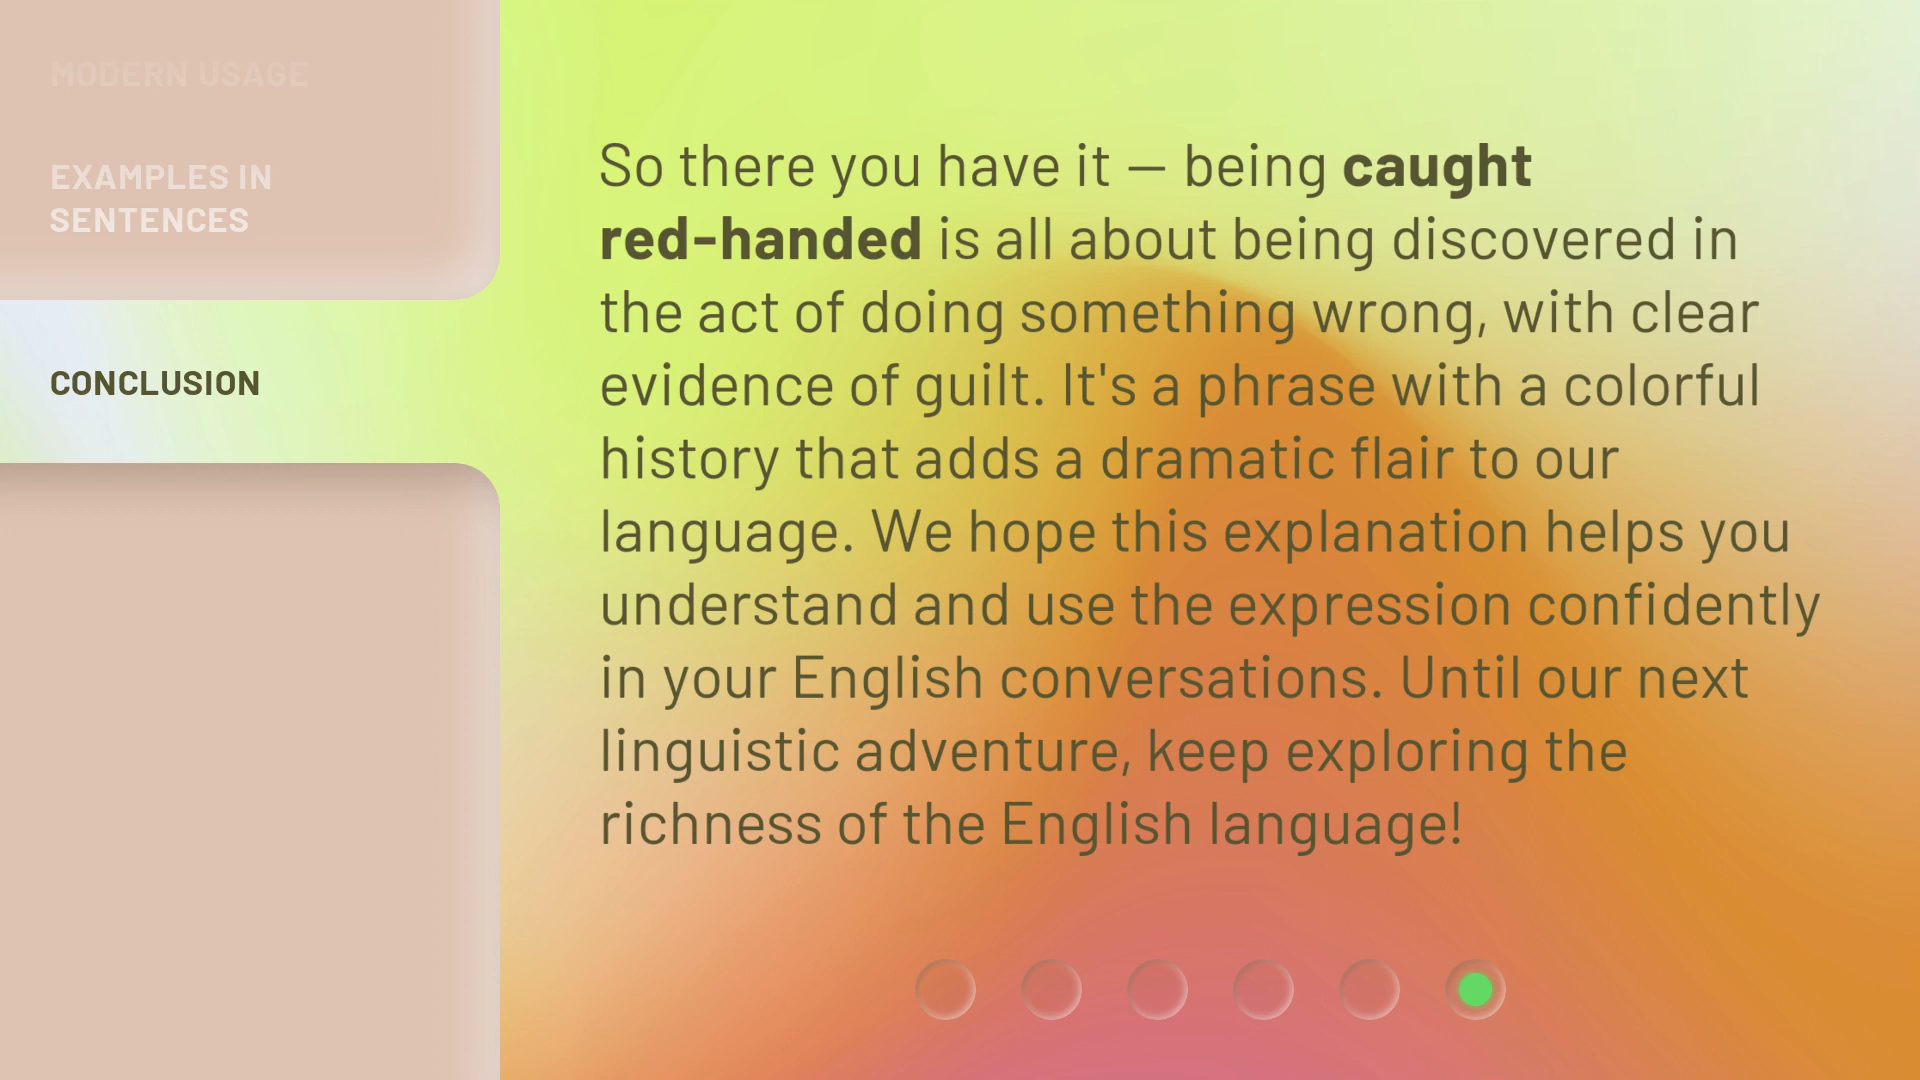 MODERN USAGE
EXAMPLES IN
SENTENCES
CONCLUSION
So there you have it — being caught
red-handed is all about being discovered in
the act of doing something wrong, with clear
evidence of guilt. It's a phrase with a colorful
history that adds a dramatic flair to our
language. We hope this explanation helps you
understand and use the expression confidently
in your English conversations. Until our next
linguistic adventure, keep exploring the
richness of the English language!